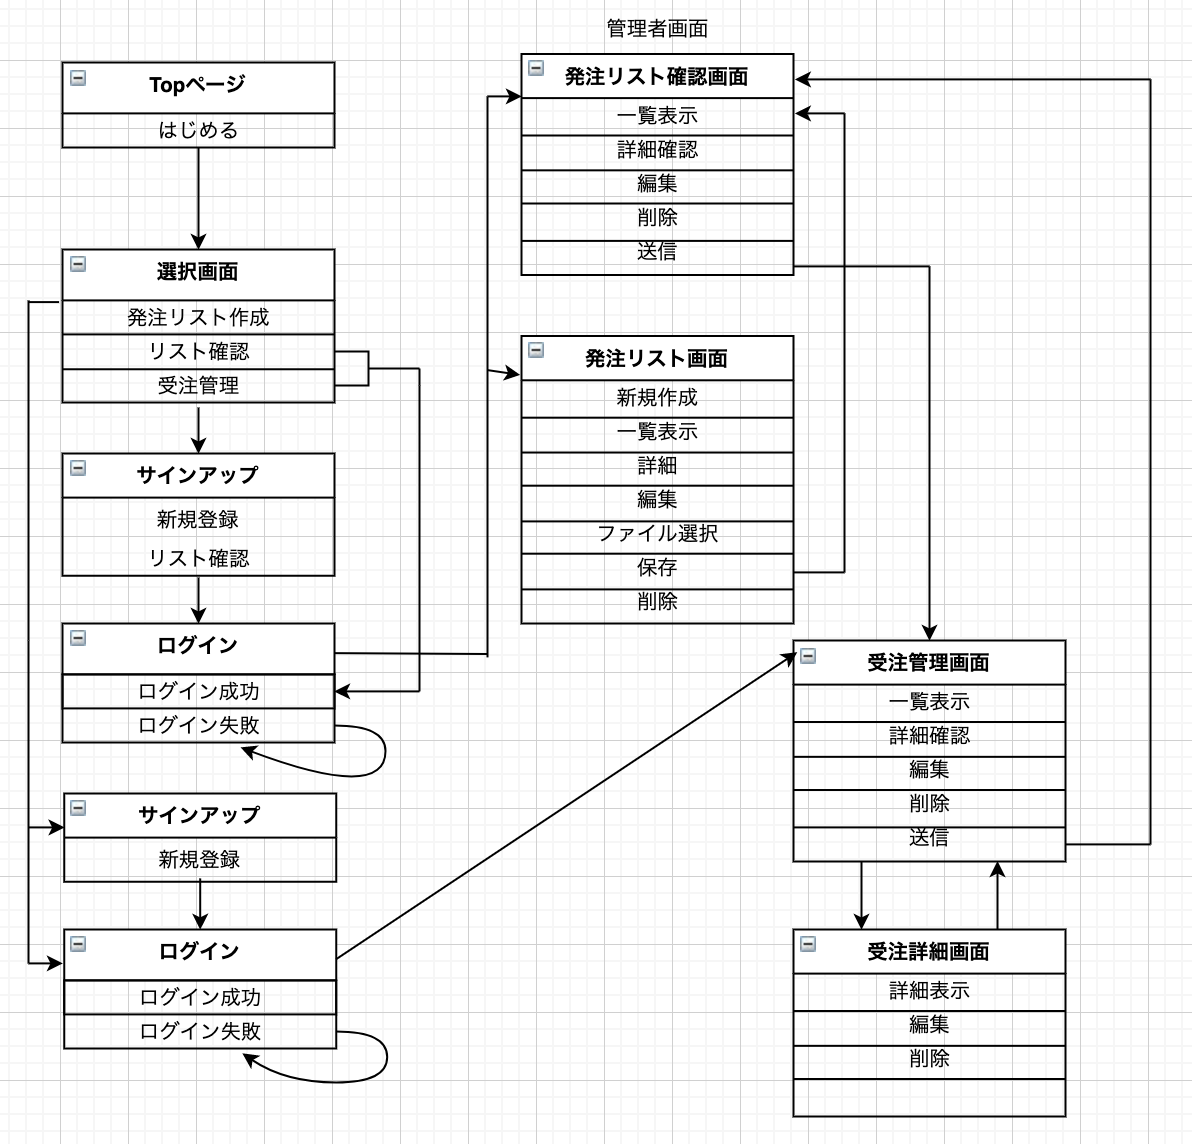 Topページ
はじめる
選択画面
発注リスト作成
リスト確認
受注管理
サインアップ
新規登録
リスト確認
ログイン
ログイン成功
ログイン失敗
サインアップ
新規登録
ログイン
ログイン成功
ログイン失敗
管理者画面
発注リスト確認画面
一覧表示
詳細確認
編集
削除
送信
発注リスト画面
新規作成
一覧表示
詳細
編集
ファイル選択
保存
削除
受注管理画面
一覧表示
詳細確認
編集
削除
送信
受注詳細画面
詳細表示
編集
削除